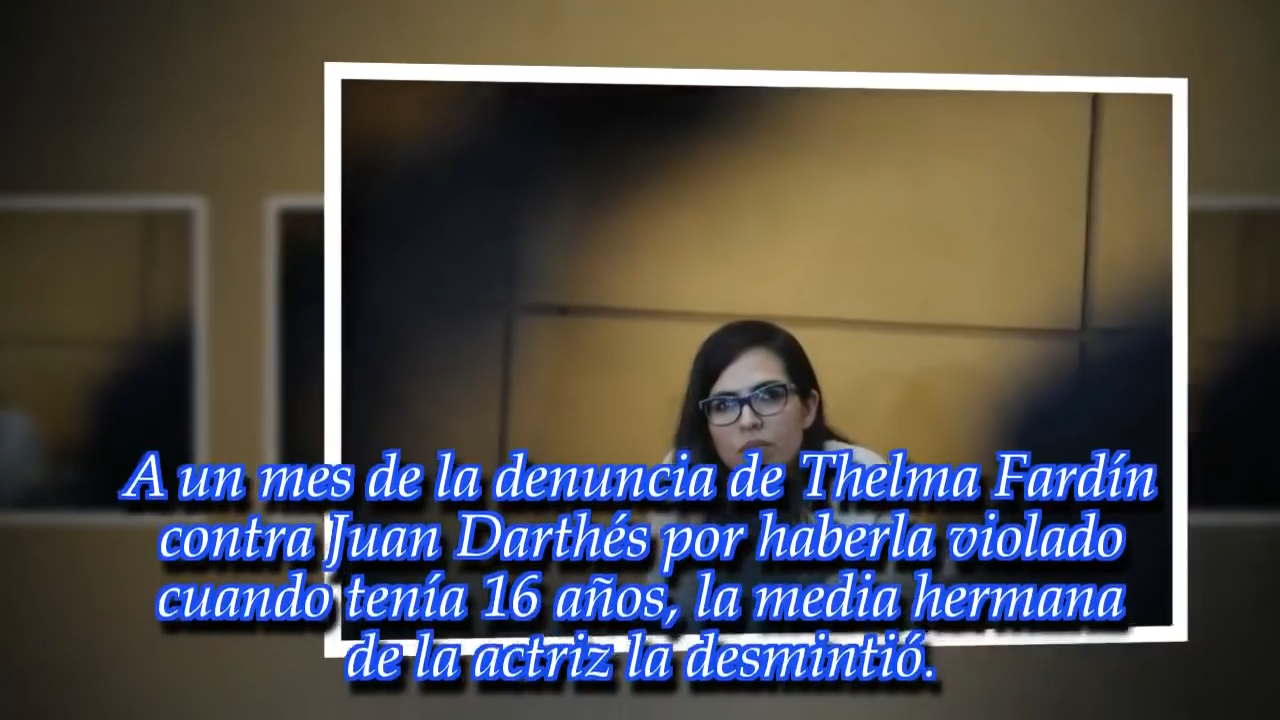 A un mes de la denuncia de Thelma Fardín
contra Juan Darthés por haberla violado
cuando tenía 16 años, la media hermana
de la actriz la desmintió.